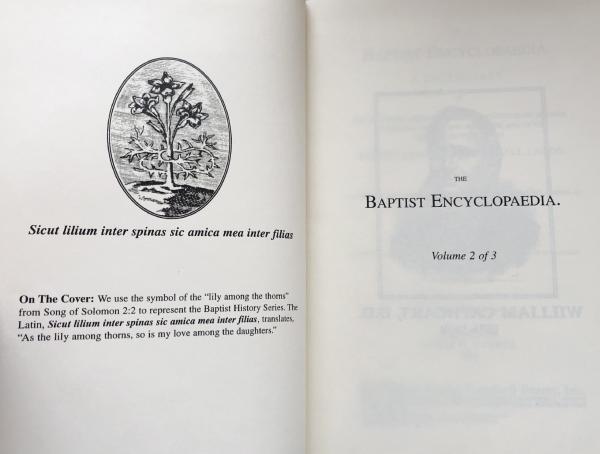 Sicut lilium inter spinas sic amica mea inter filias
On The Cover: We use the symbol of the "lily among the thorns"
from Song of Solomon 2:2 to represent the Baptist History Series. The
Latin, Sicut lilium inter spinas sic amica mea inter filias, translates,
"As the lily among thorns, so is my love among the daughters."
THE
BAPTIST ENCYCLOPAEDIA.
Volume 2 of 3